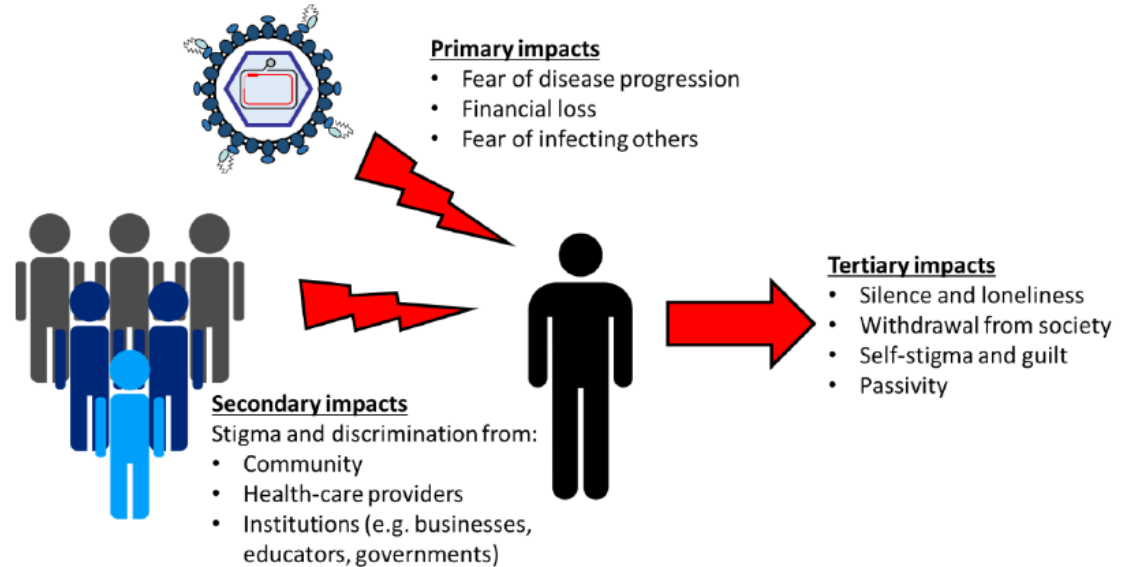 Primary impacts
• Fear of disease progression
• Financial loss
• Fear of infecting others
Secondary impacts
Stigma and discrimination from:
• Community
• Health-care providers
• Institutions (e.g. businesses,
educators, governments)
Tertiary impacts
• Silence and loneliness
• Withdrawal from society
• Self-stigma and guilt
• Passivity